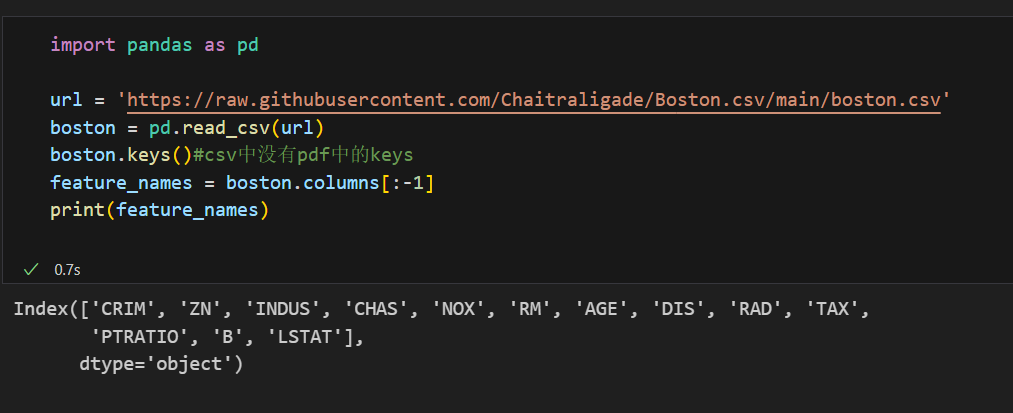 import pandas as pd
url = 'https://raw.githubusercontent.com/Chaitraligade/Boston.csv/main/boston.csv'
boston = pd.read_csv(url)
boston.keys()#csv中没有pdf中的keys
feature_names = boston.columns[:-1]
print(feature_names)
✓ 0.7s
Index(['CRIM', 'ZN', 'INDUS', 'CHAS', 'NOX', 'RM', 'AGE', 'DIS', 'RAD', 'TAX',
'PTRATIO', 'B', 'LSTAT'],
dtype='object')